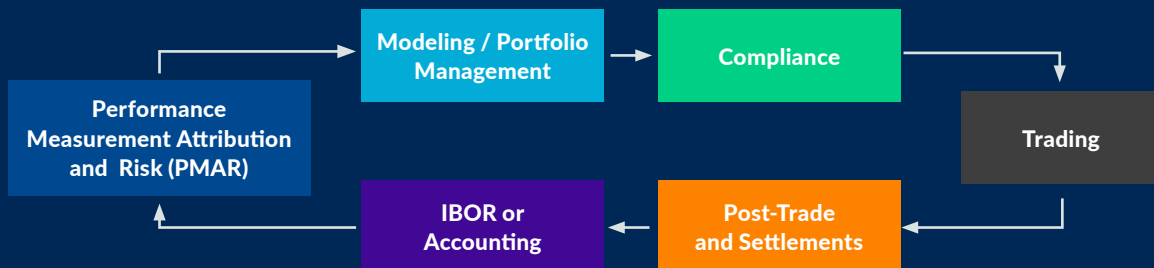 Modeling / Portfolio
Management
Compliance
Performance
Measurement Attribution
and Risk (PMAR)
Trading
IBOR or
Accounting
Post-Trade
and Settlements